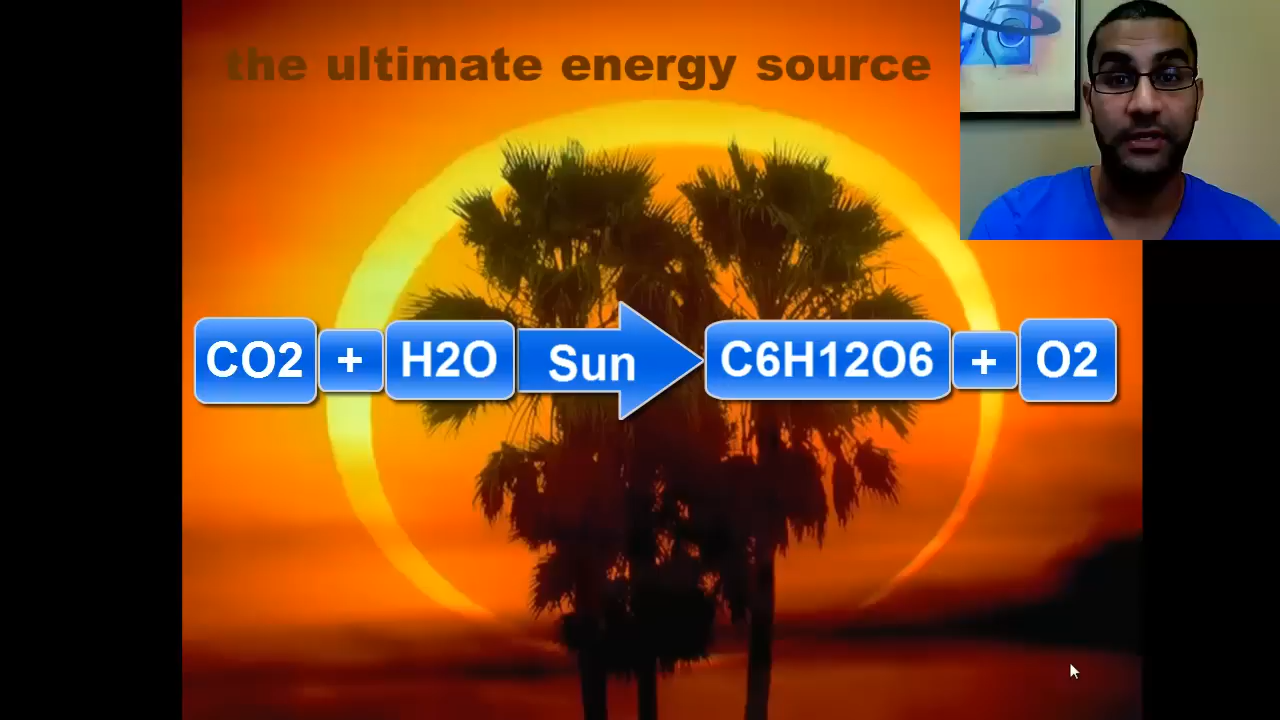 the ultimate energy source
CO2 + H2O Sun C6H12O6 + O2